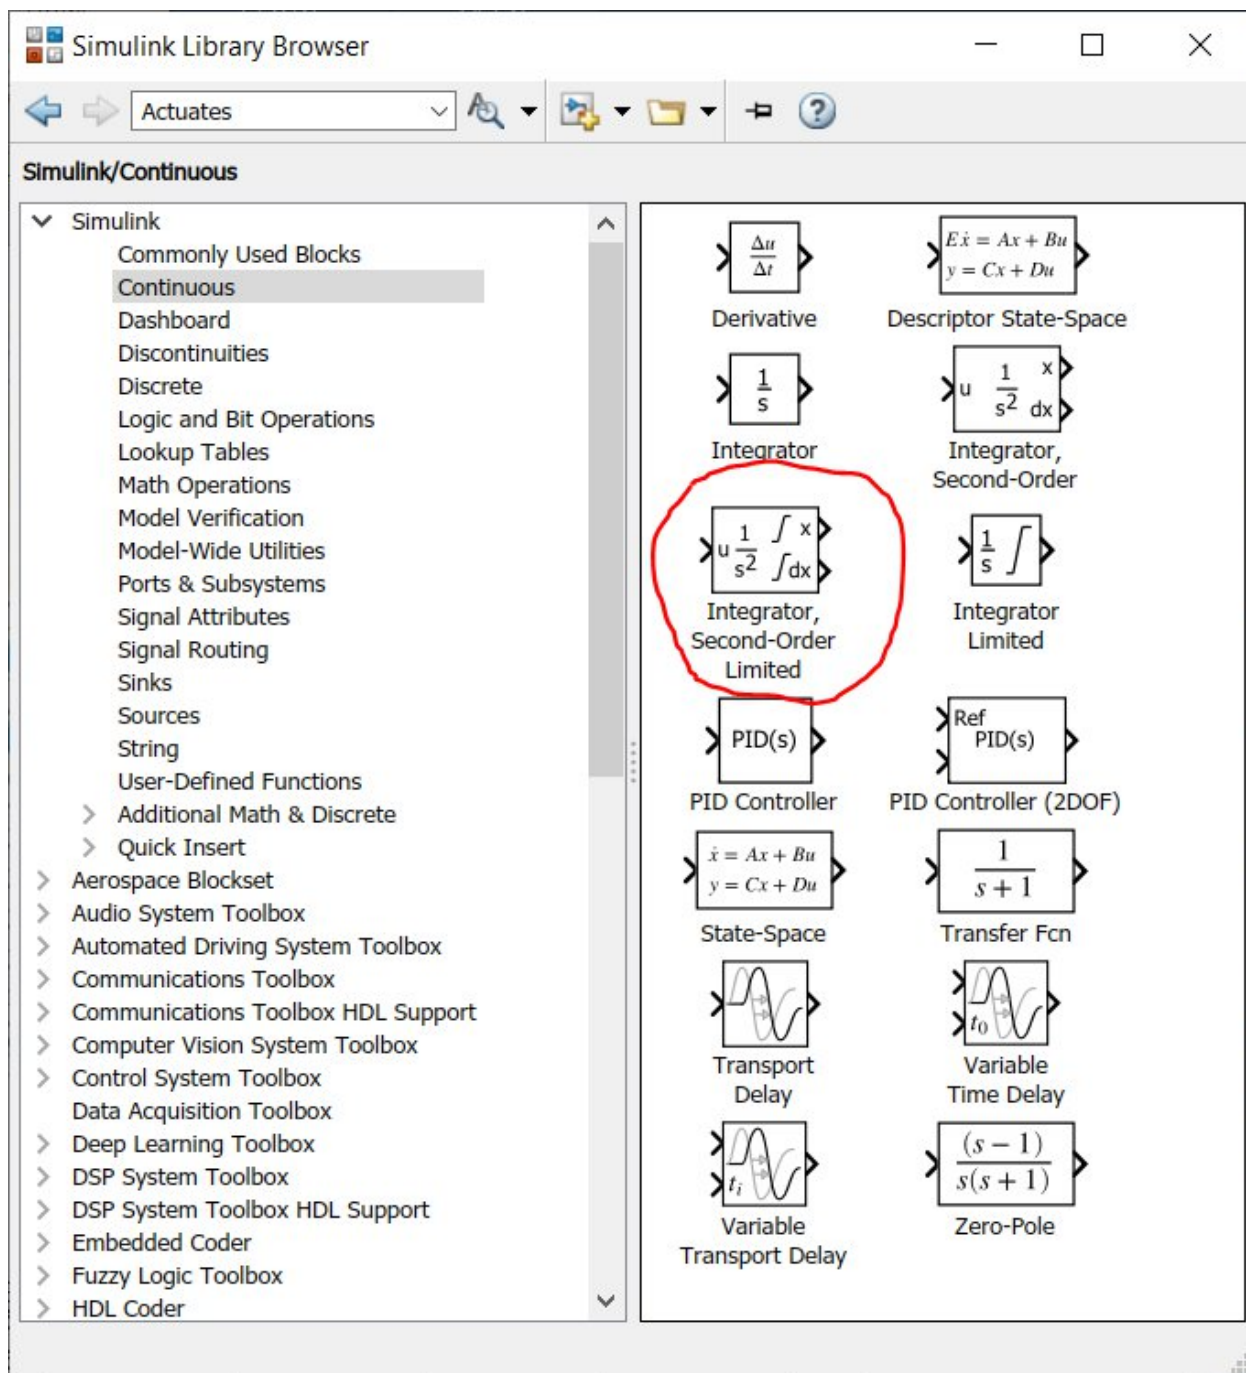 Simulink Library Browser
Actuates
Simulink/Continuous
Simulink
Commonly Used Blocks
Continuous
Dashboard
Discontinuities
Discrete
Logic and Bit Operations
Lookup Tables
Math Operations
Model Verification
Model-Wide Utilities
Ports & Subsystems
Signal Attributes
Signal Routing
Sinks
Sources
String
User-Defined Functions
Additional Math & Discrete
Quick Insert
Aerospace Blockset
Audio System Toolbox
Automated Driving System Toolbox
Communications Toolbox
Communications Toolbox HDL Support
Computer Vision System Toolbox
Control System Toolbox
Data Acquisition Toolbox
Deep Learning Toolbox
DSP System Toolbox
DSP System Toolbox HDL Support
Embedded Coder
Fuzzy Logic Toolbox
HDL Coder
Δu
Δt
Derivative
Eẋ = Ax + Bu
y = Cx + Du
Descriptor State-Space
1
s
Integrator
u 1 x
s² dx
Integrator,
Second-Order
u 1 ∫ x
s² ∫dx
Integrator,
Second-Order
Limited
1 ∫
s
Integrator
Limited
PID(s)
PID Controller
Ref
PID(s)
PID Controller (2DOF)
ẋ = Ax + Bu
y = Cx + Du
State-Space
1
s + 1
Transfer Fcn
Transport
Delay
t₀
Variable
Time Delay
tᵢ
Variable
Transport Delay
(s − 1)
s(s + 1)
Zero-Pole